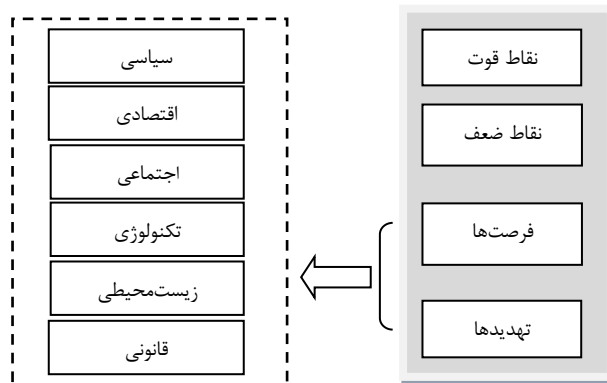 نقاط قوت
نقاط ضعف
فرصت‌ها
تهدیدها
سیاسی
اقتصادی
اجتماعی
تکنولوژی
زیست‌محیطی
قانونی